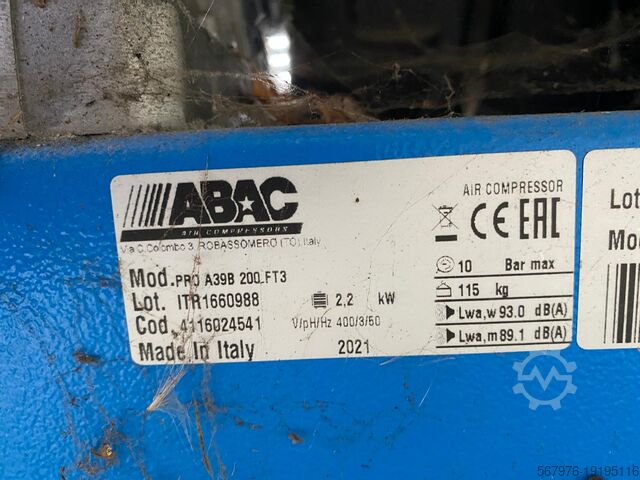 ABAC
AIR COMPRESSORS
Via C.Colombo 3, ROBASSOMERO (TO) Italy
AIR COMPRESSOR
CE EAC
Mod. PRO A39B 200 FT3
Lot. ITR1660988
Cod. 4116024541
Made in Italy
2,2 kW
V/pH/Hz 400/3/50
2021
10 Bar max
115 kg
Lwa,w 93.0 dB(A)
Lwa,m 89.1 dB(A)
Lot
Mo
567976-19195116